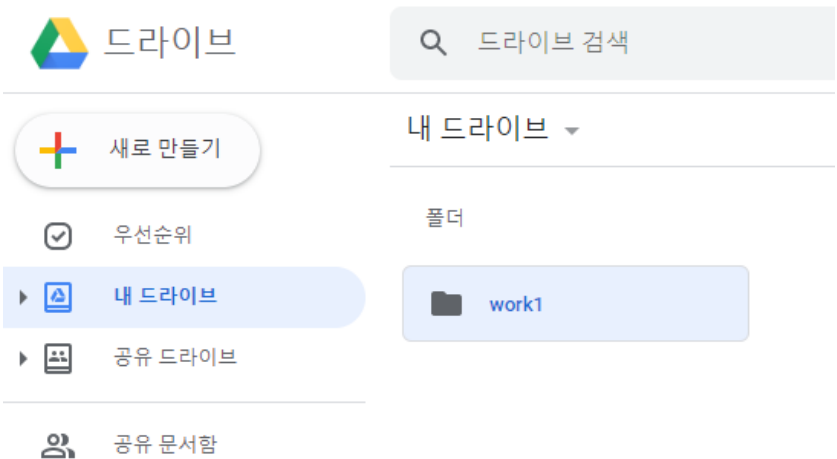 드라이브
드라이브 검색
새로 만들기
내 드라이브
우선순위
폴더
내 드라이브
work1
공유 드라이브
공유 문서함